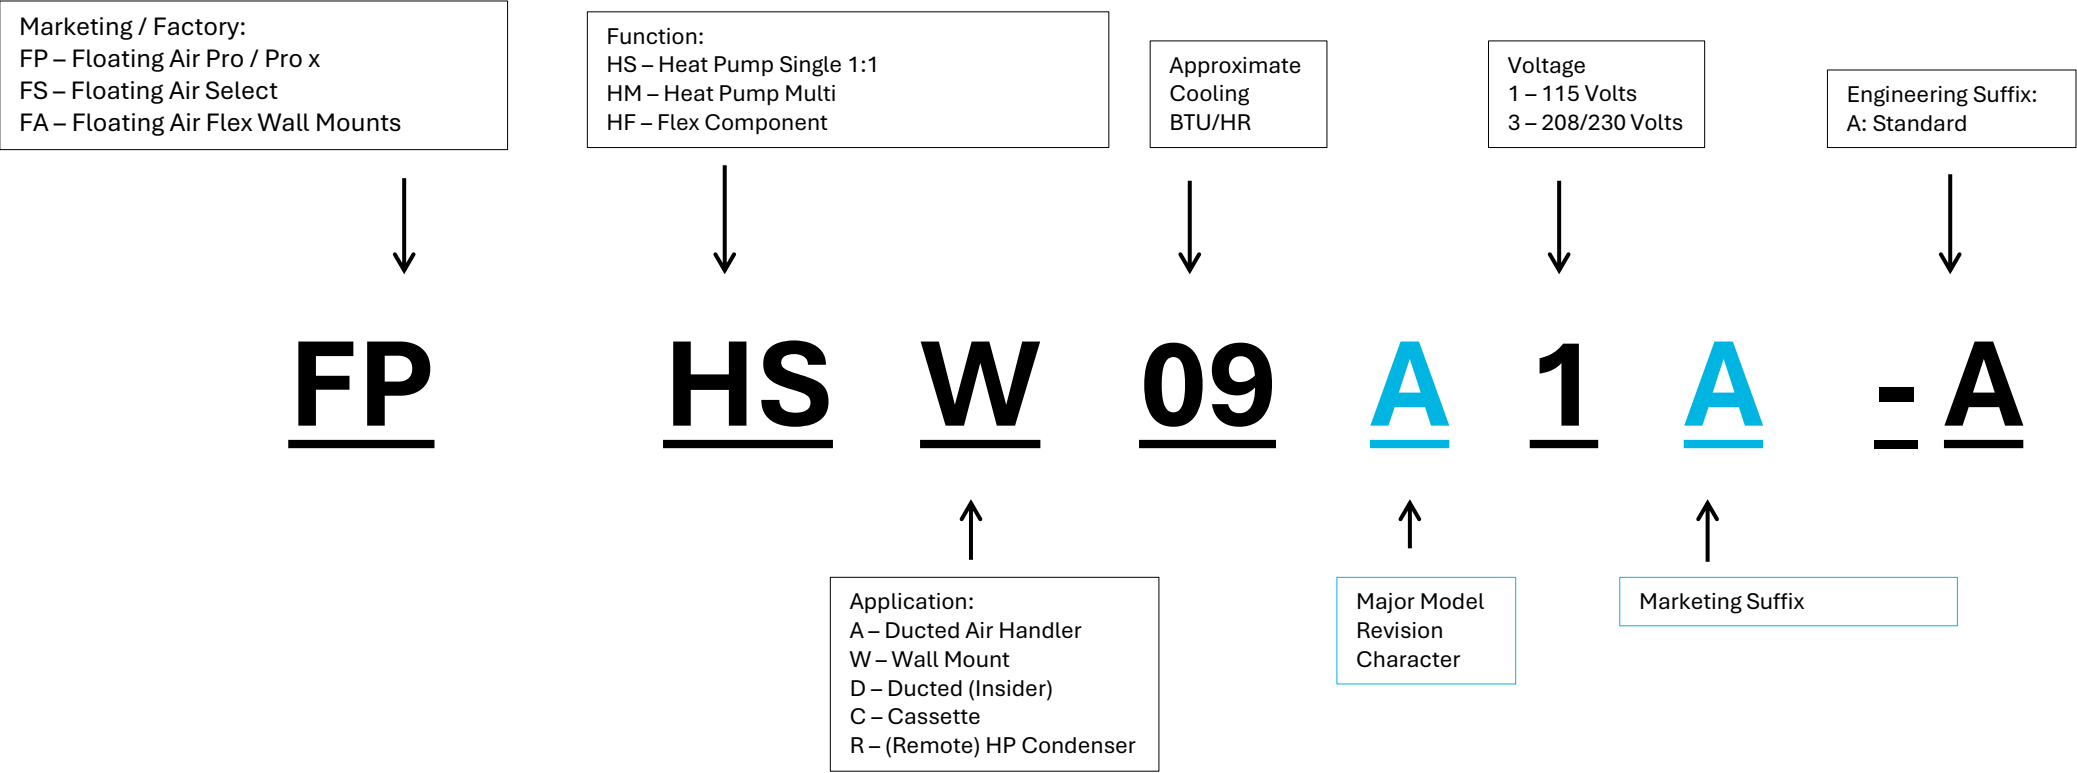 Marketing / Factory:
FP – Floating Air Pro / Pro x
FS – Floating Air Select
FA – Floating Air Flex Wall Mounts
Function:
HS – Heat Pump Single 1:1
HM – Heat Pump Multi
HF – Flex Component
Approximate
Cooling
BTU/HR
Voltage
1 – 115 Volts
3 – 208/230 Volts
Engineering Suffix:
A: Standard
FP HS W 09 A 1 A - A
Application:
A – Ducted Air Handler
W – Wall Mount
D – Ducted (Insider)
C – Cassette
R – (Remote) HP Condenser
Major Model
Revision
Character
Marketing Suffix